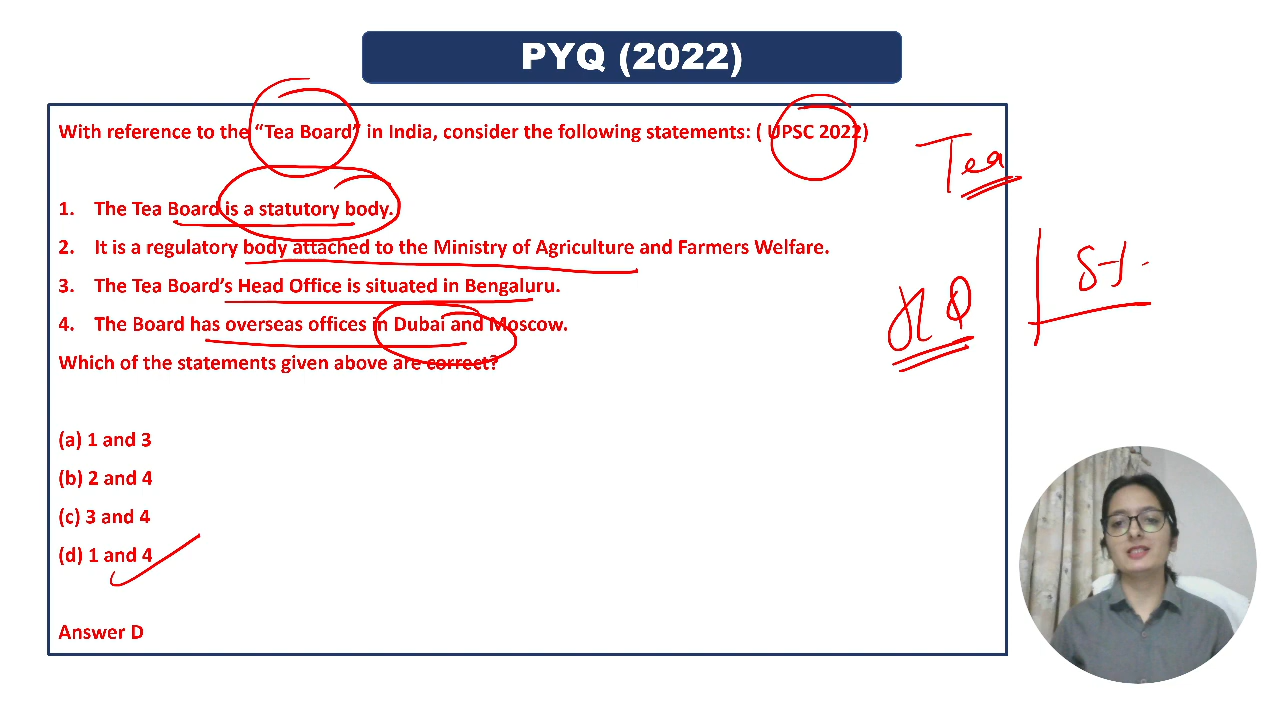 PYQ (2022)
With reference to the “Tea Board” in India, consider the following statements: ( UPSC 2022)
1. The Tea Board is a statutory body.
2. It is a regulatory body attached to the Ministry of Agriculture and Farmers Welfare.
3. The Tea Board’s Head Office is situated in Bengaluru.
4. The Board has overseas offices in Dubai and Moscow.
Which of the statements given above are correct?
(a) 1 and 3
(b) 2 and 4
(c) 3 and 4
(d) 1 and 4
Answer D
Tea
HQ